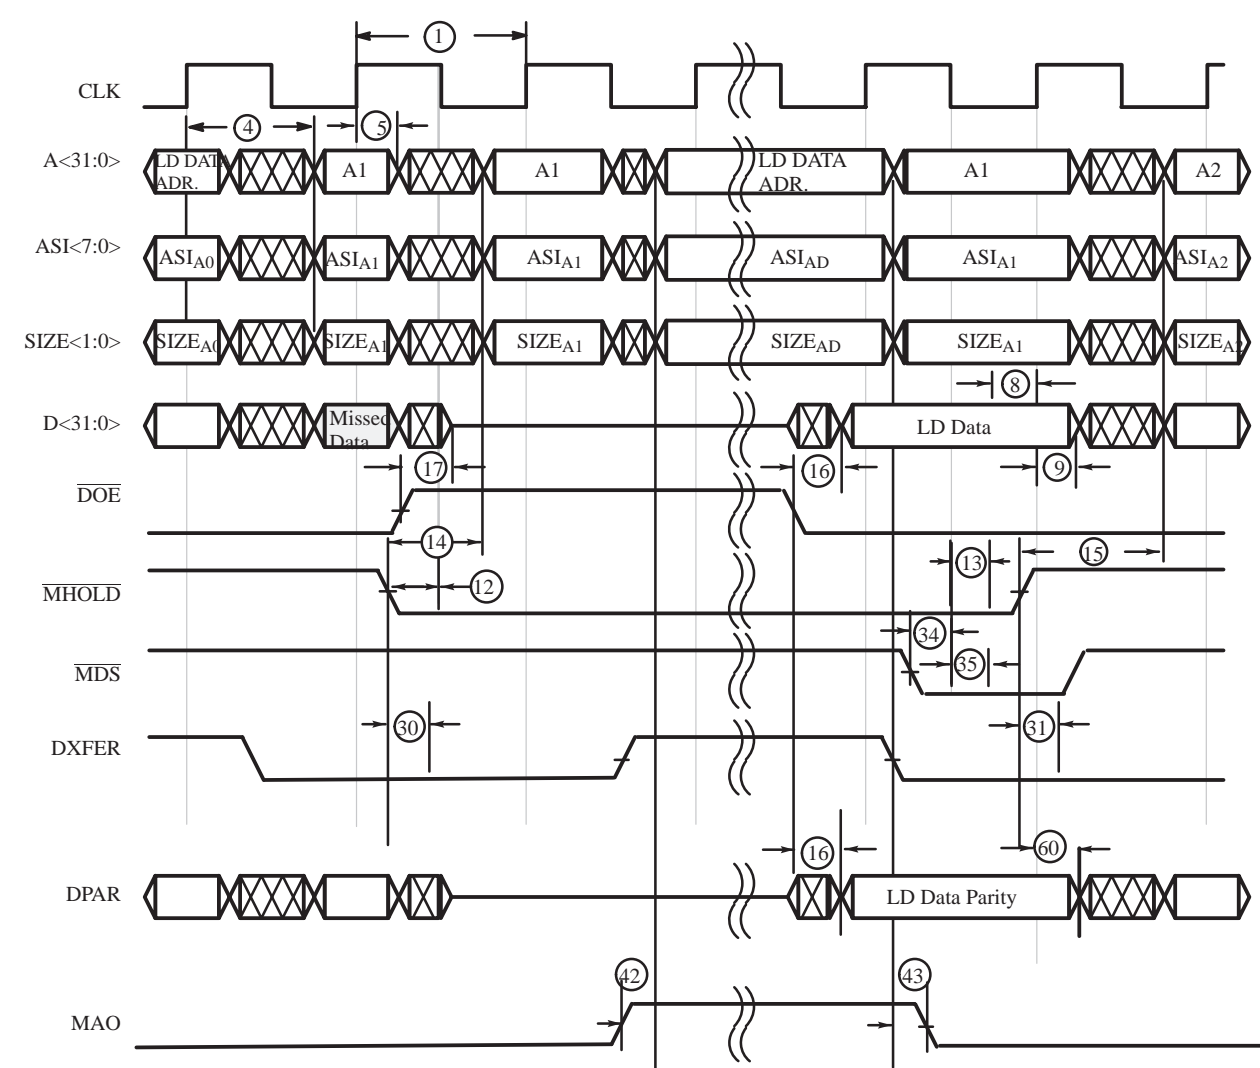 1
CLK
4
5
A<31:0>
LD DATA
ADR.
A1
A1
LD DATA
ADR.
A1
A2
ASI<7:0>
ASIA0
ASIA1
ASIA1
ASIAD
ASIA1
ASIA2
SIZE<1:0>
SIZEA0
SIZEA1
SIZEA1
SIZEAD
SIZEA1
SIZEA2
8
D<31:0>
Missed
Data
LD Data
17
16
9
DOE
14
13
15
MHOLD
12
34
MDS
35
30
31
DXFER
16
60
DPAR
LD Data Parity
42
43
MAO